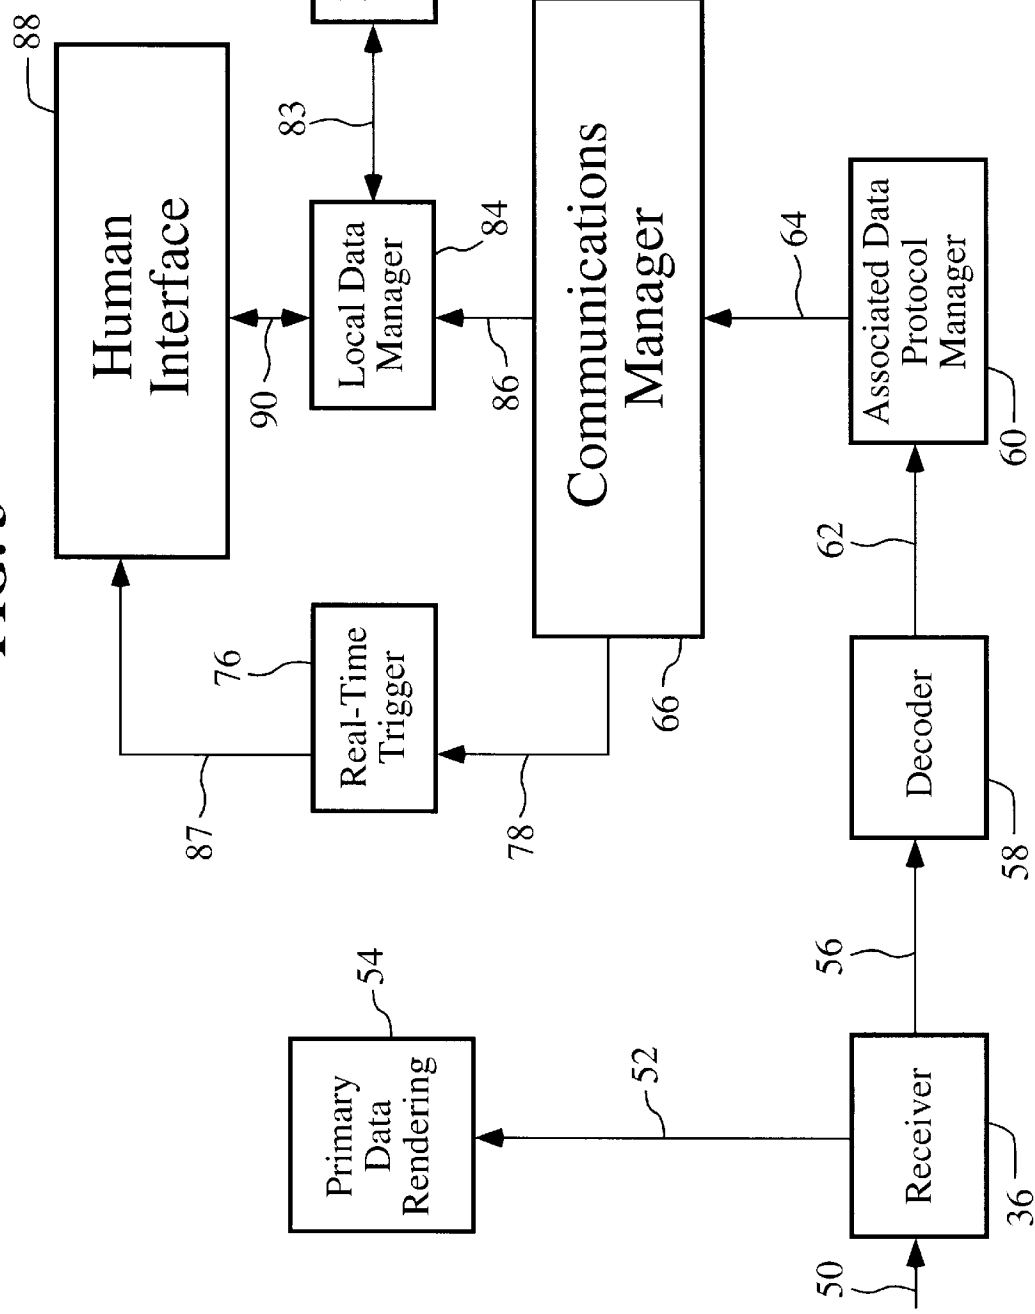 88
Human
Interface
87
76
Real-Time
Trigger
90
83
Local Data
Manager
84
54
Primary
Data
Rendering
78
86
Communications
Manager
66
52
64
50
Receiver
36
56
Decoder
58
62
Associated Data
Protocol
Manager
60